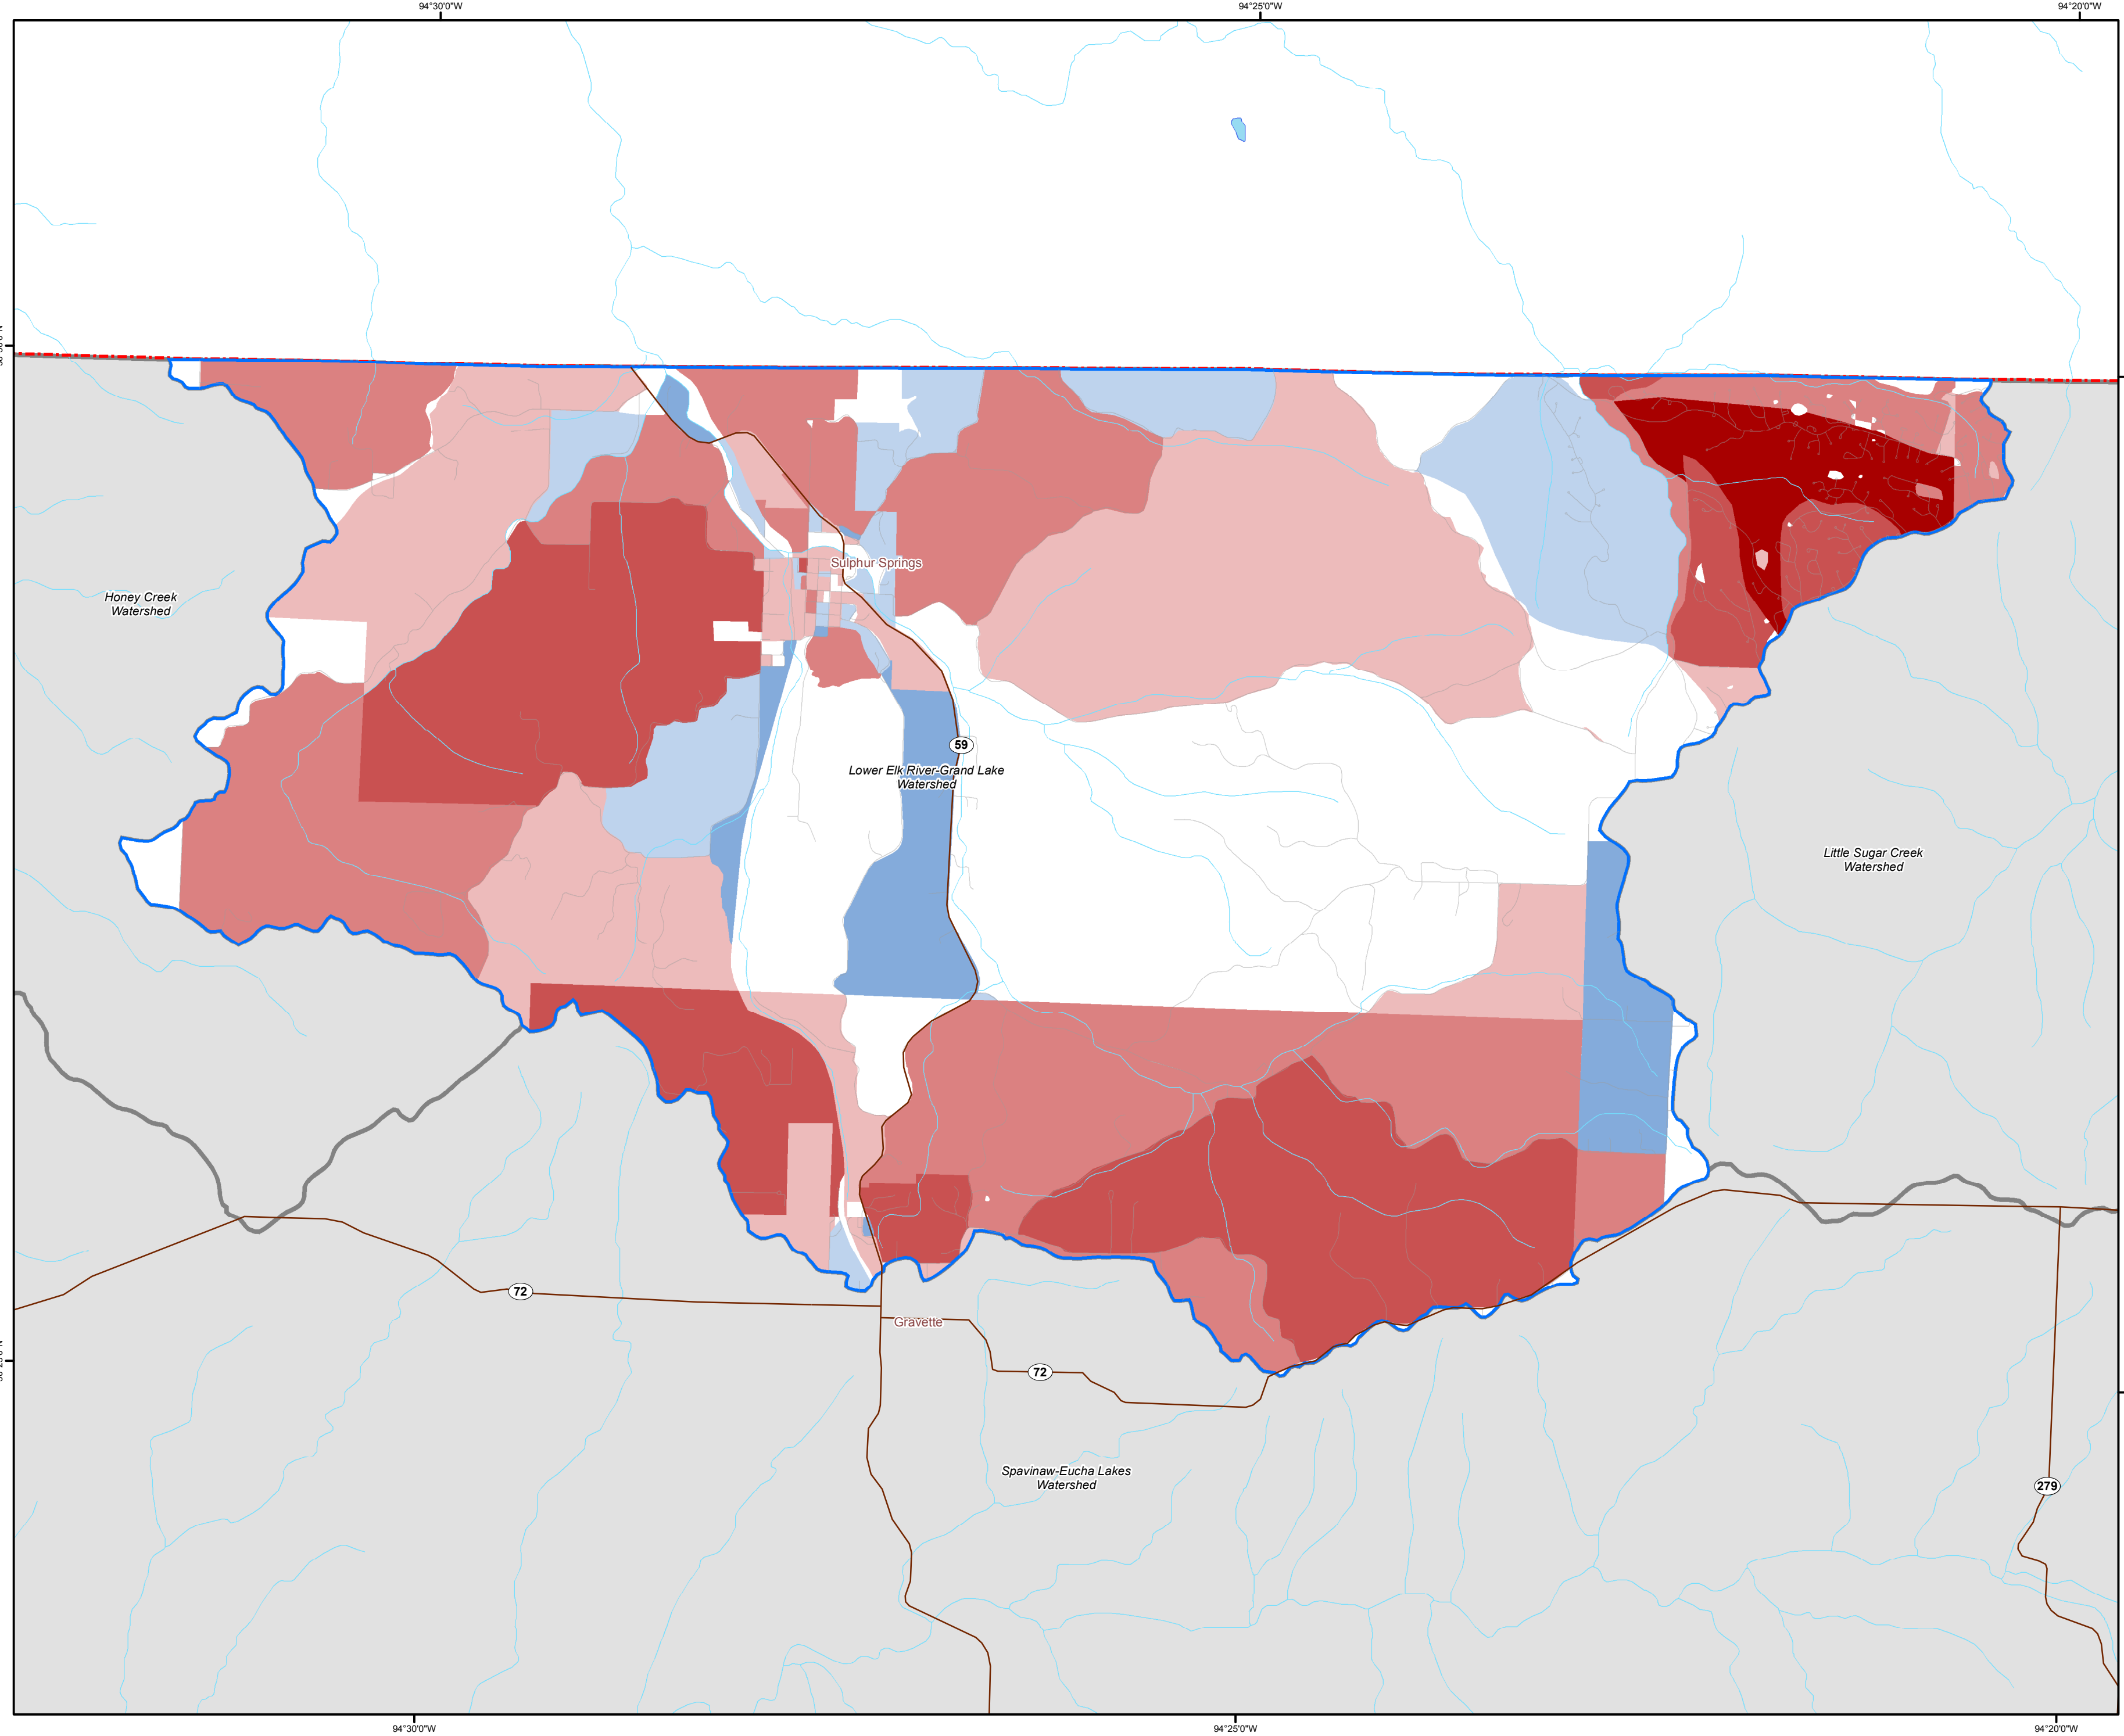 94°30'0"W
94°25'0"W
94°20'0"W
Sulphur Springs
Honey Creek
Watershed
59
Lower Elk River-Grand Lake
Watershed
Little Sugar Creek
Watershed
72
Gravette
72
Spavinaw-Eucha Lakes
Watershed
279
94°30'0"W
94°25'0"W
94°20'0"W